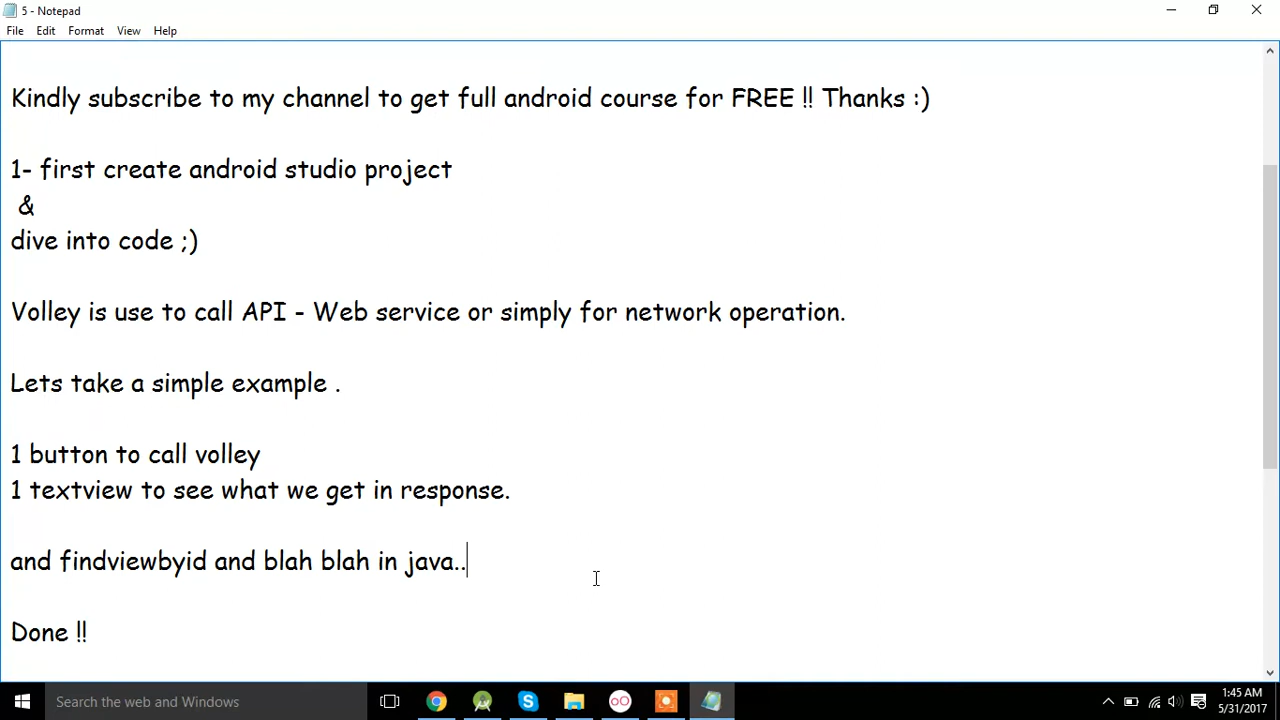 5 - Notepad
File Edit Format View Help
Kindly subscribe to my channel to get full android course for FREE !! Thanks :)
1- first create android studio project
&
dive into code ;)
Volley is use to call API - Web service or simply for network operation.
Lets take a simple example .
1 button to call volley
1 textview to see what we get in response.
and findviewbyid and blah blah in java..
Done !!
Search the web and Windows
1:45 AM
5/31/2017